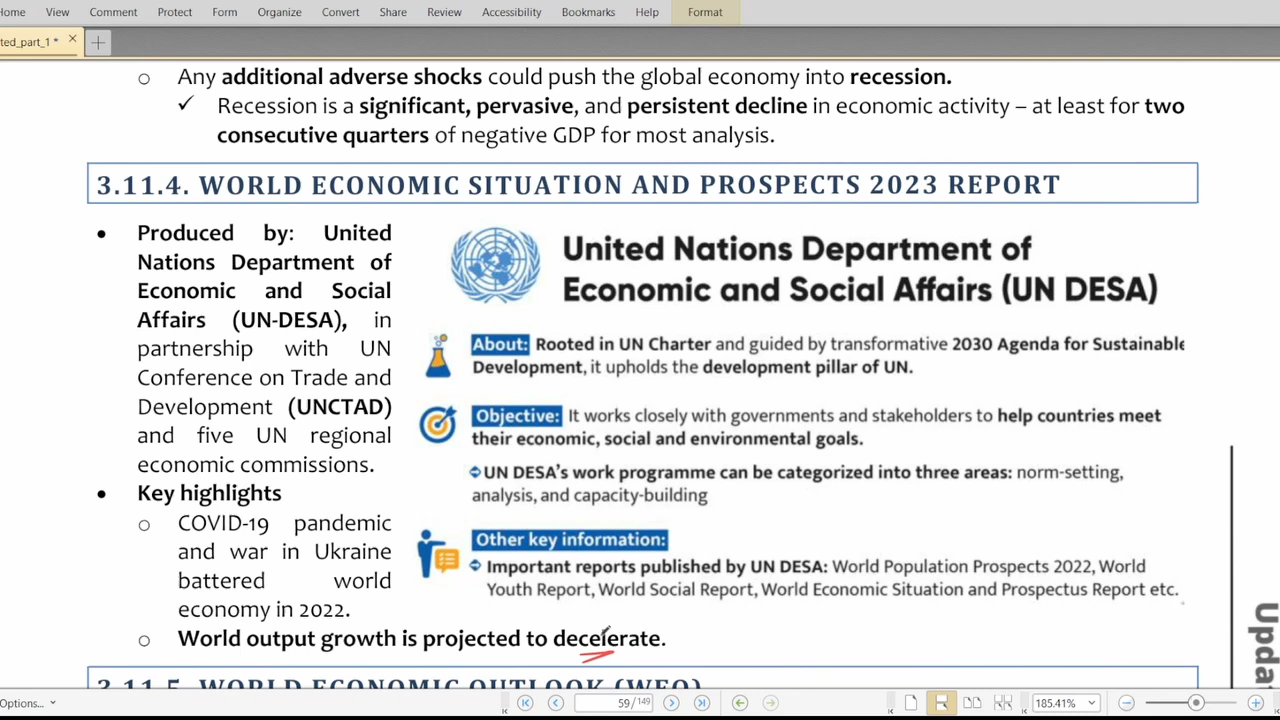 Home View Comment Protect Form Organize Convert Share Review Accessibility Bookmarks Help Format
ted_part_1 *
○ Any additional adverse shocks could push the global economy into recession.
✓ Recession is a significant, pervasive, and persistent decline in economic activity – at least for two
consecutive quarters of negative GDP for most analysis.
3.11.4. WORLD ECONOMIC SITUATION AND PROSPECTS 2023 REPORT
• Produced by: United
Nations Department of
Economic and Social
Affairs (UN-DESA), in
partnership with UN
Conference on Trade and
Development (UNCTAD)
and five UN regional
economic commissions.
• Key highlights
○ COVID-19 pandemic
and war in Ukraine
battered world
economy in 2022.
○ World output growth is projected to decelerate.
United Nations Department of
Economic and Social Affairs (UN DESA)
About: Rooted in UN Charter and guided by transformative 2030 Agenda for Sustainable
Development, it upholds the development pillar of UN.
Objective: It works closely with governments and stakeholders to help countries meet
their economic, social and environmental goals.
UN DESA's work programme can be categorized into three areas: norm-setting,
analysis, and capacity-building
Other key information:
Important reports published by UN DESA: World Population Prospects 2022, World
Youth Report, World Social Report, World Economic Situation and Prospectus Report etc.
3.11.5. WORLD ECONOMIC OUTLOOK (WEO)
Upda
Options...
59 / 149
185.41%